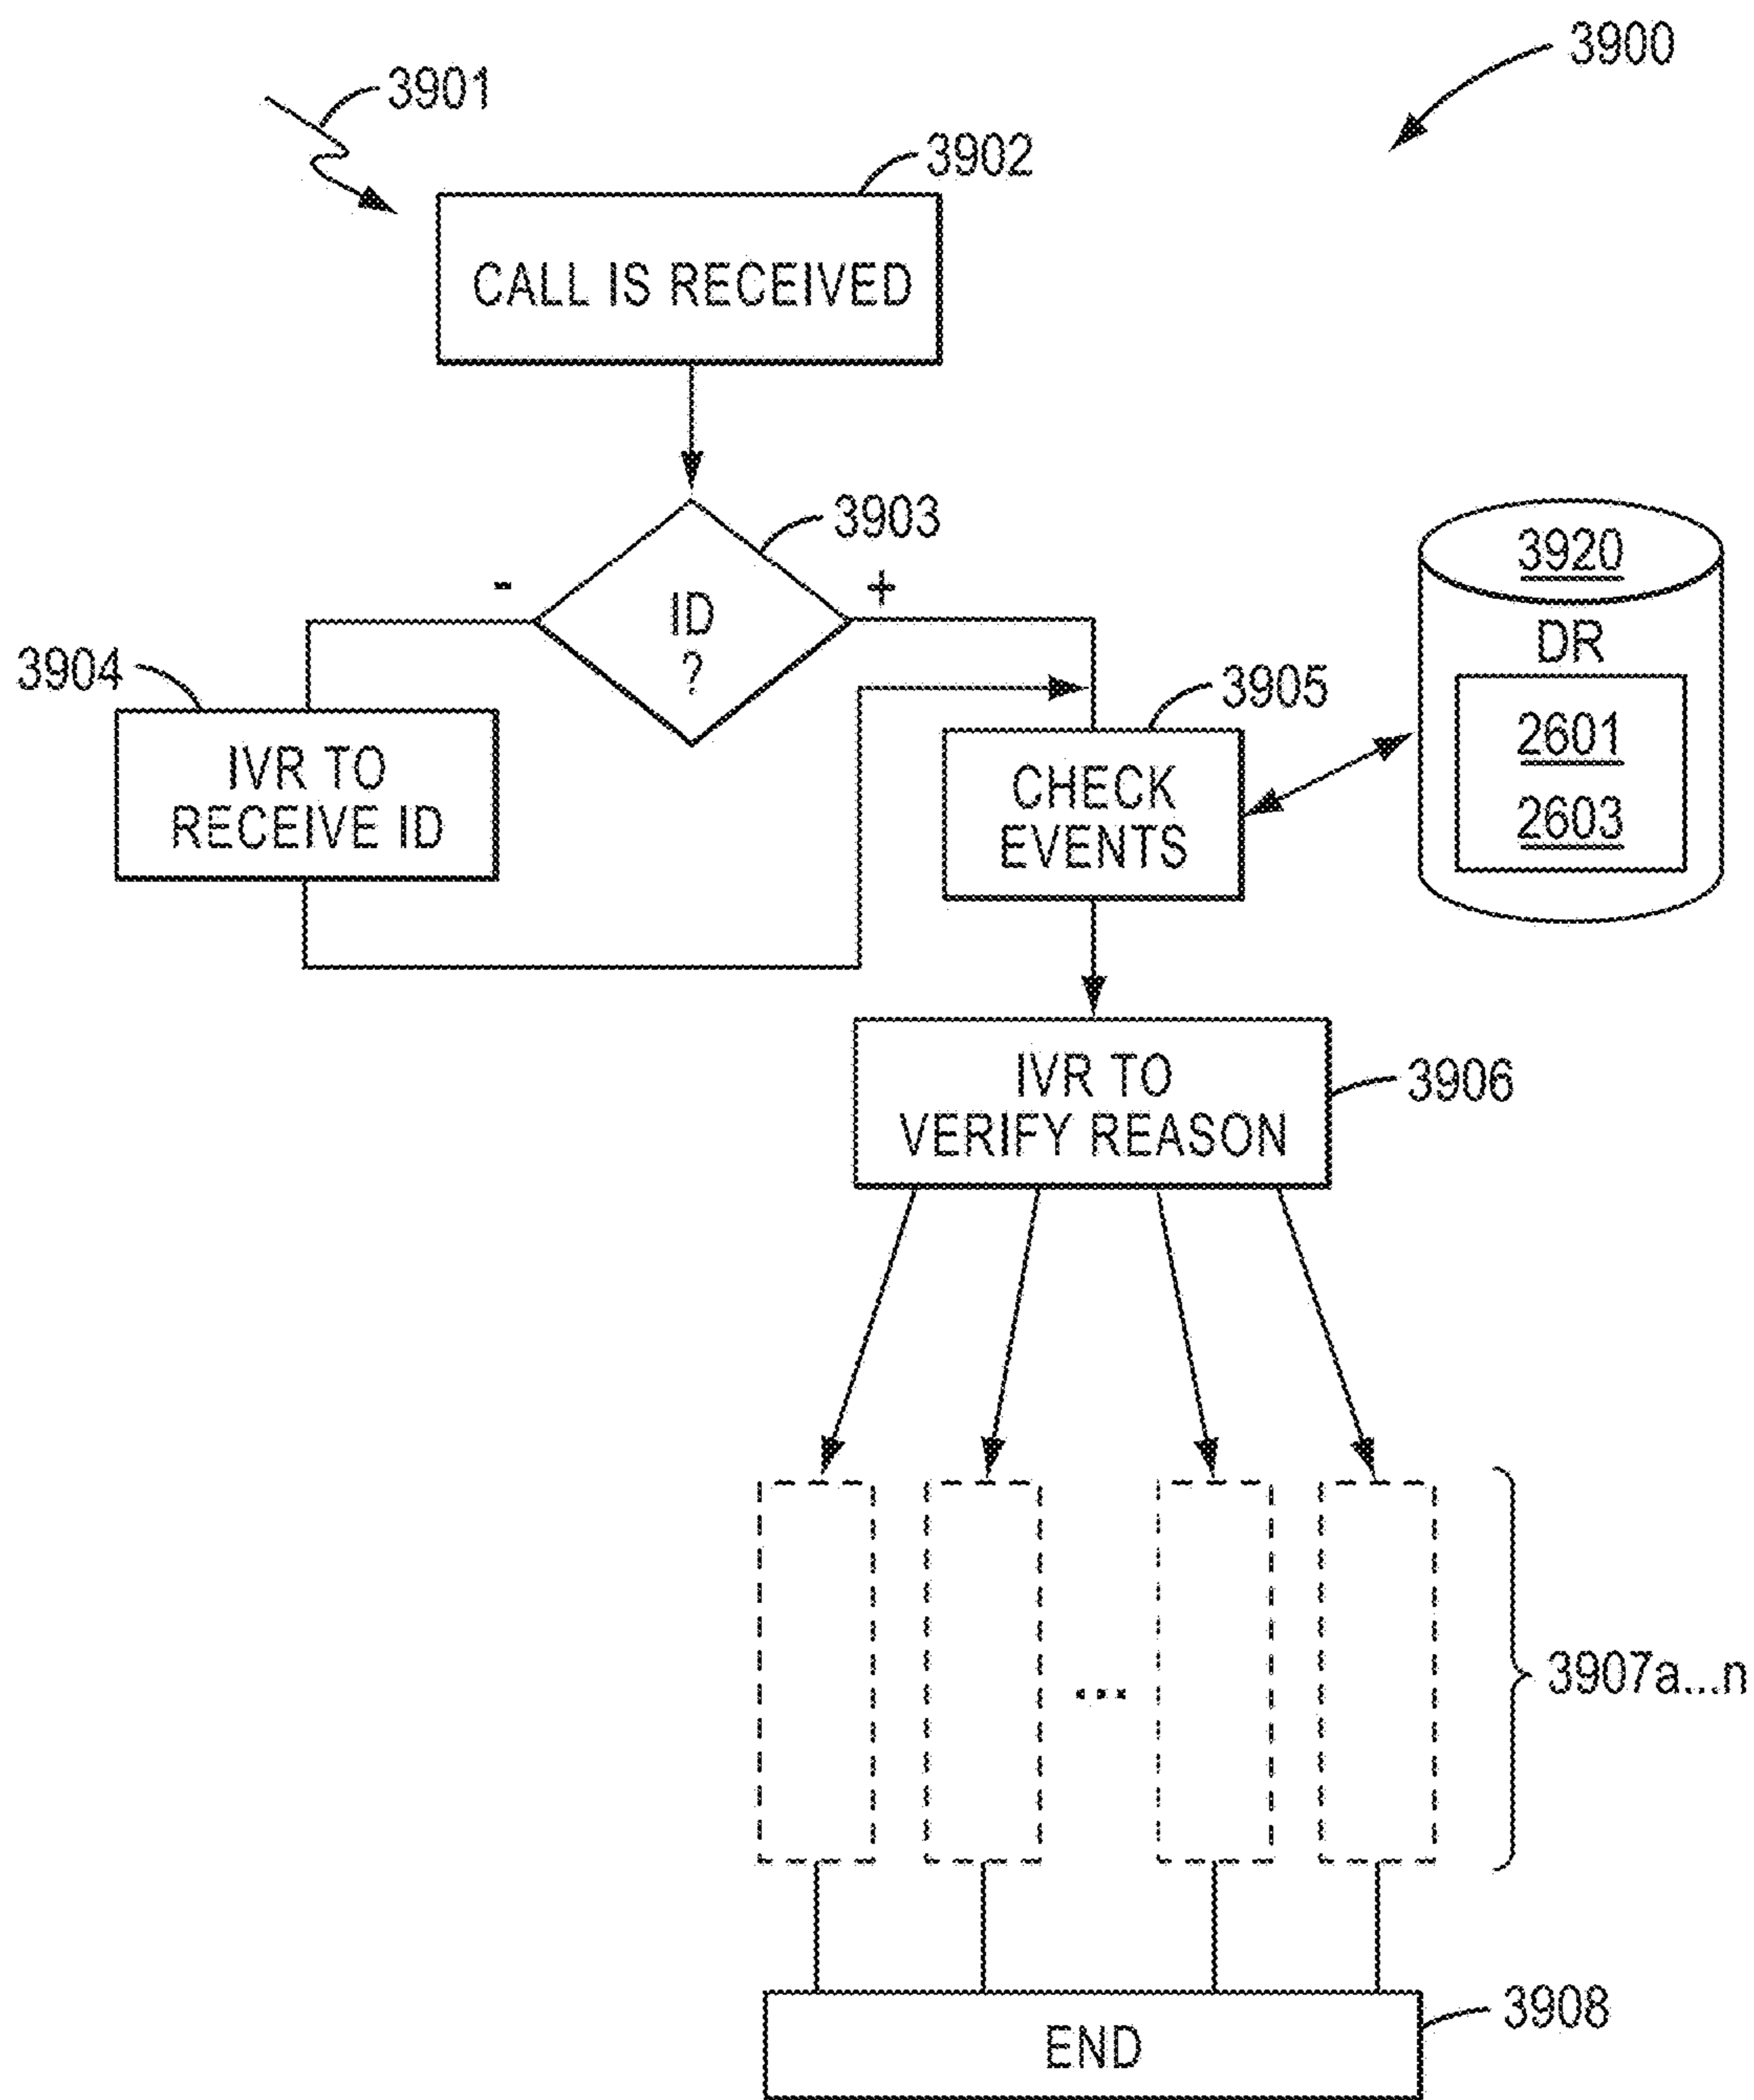 3900
3901
3902
CALL IS RECEIVED
3903
-
+
ID
?
3920
DR
2601
2603
3904
IVR TO
RECEIVE ID
3905
CHECK
EVENTS
IVR TO
VERIFY REASON
3906
...
3907a...n
END
3908